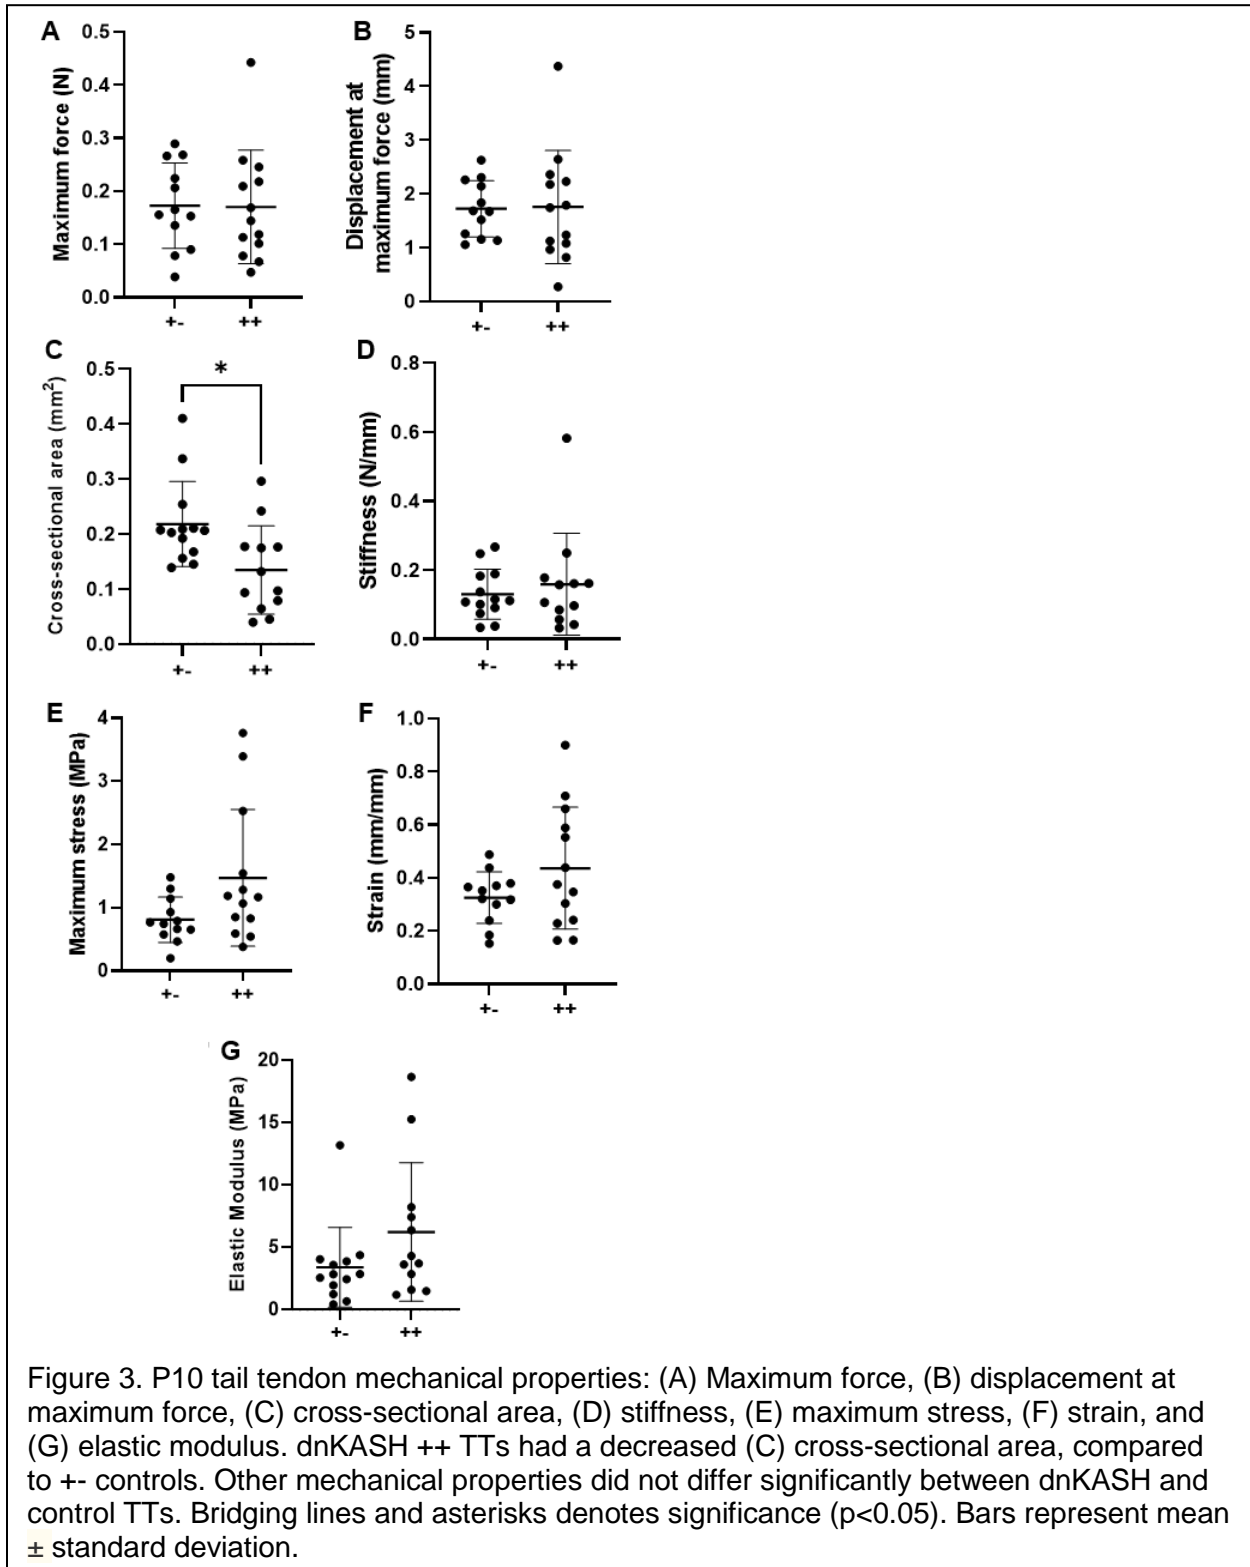 A
Maximum force (N)
0.5
0.4
0.3
0.2
0.1
0.0
+-
++
B
Displacement at
maximum force (mm)
5
4
3
2
1
0
+-
++
C
Cross-sectional area (mm²)
0.5
0.4
0.3
0.2
0.1
0.0
*
+-
++
D
Stiffness (N/mm)
0.8
0.6
0.4
0.2
0.0
+-
++
E
Maximum stress (MPa)
4
3
2
1
0
+-
++
F
Strain (mm/mm)
1.0
0.8
0.6
0.4
0.2
0.0
+-
++
G
Elastic Modulus (MPa)
20
15
10
5
0
+-
++
Figure 3. P10 tail tendon mechanical properties: (A) Maximum force, (B) displacement at
maximum force, (C) cross-sectional area, (D) stiffness, (E) maximum stress, (F) strain, and
(G) elastic modulus. dnKASH ++ TTs had a decreased (C) cross-sectional area, compared
to +- controls. Other mechanical properties did not differ significantly between dnKASH and
control TTs. Bridging lines and asterisks denotes significance (p<0.05). Bars represent mean
± standard deviation.